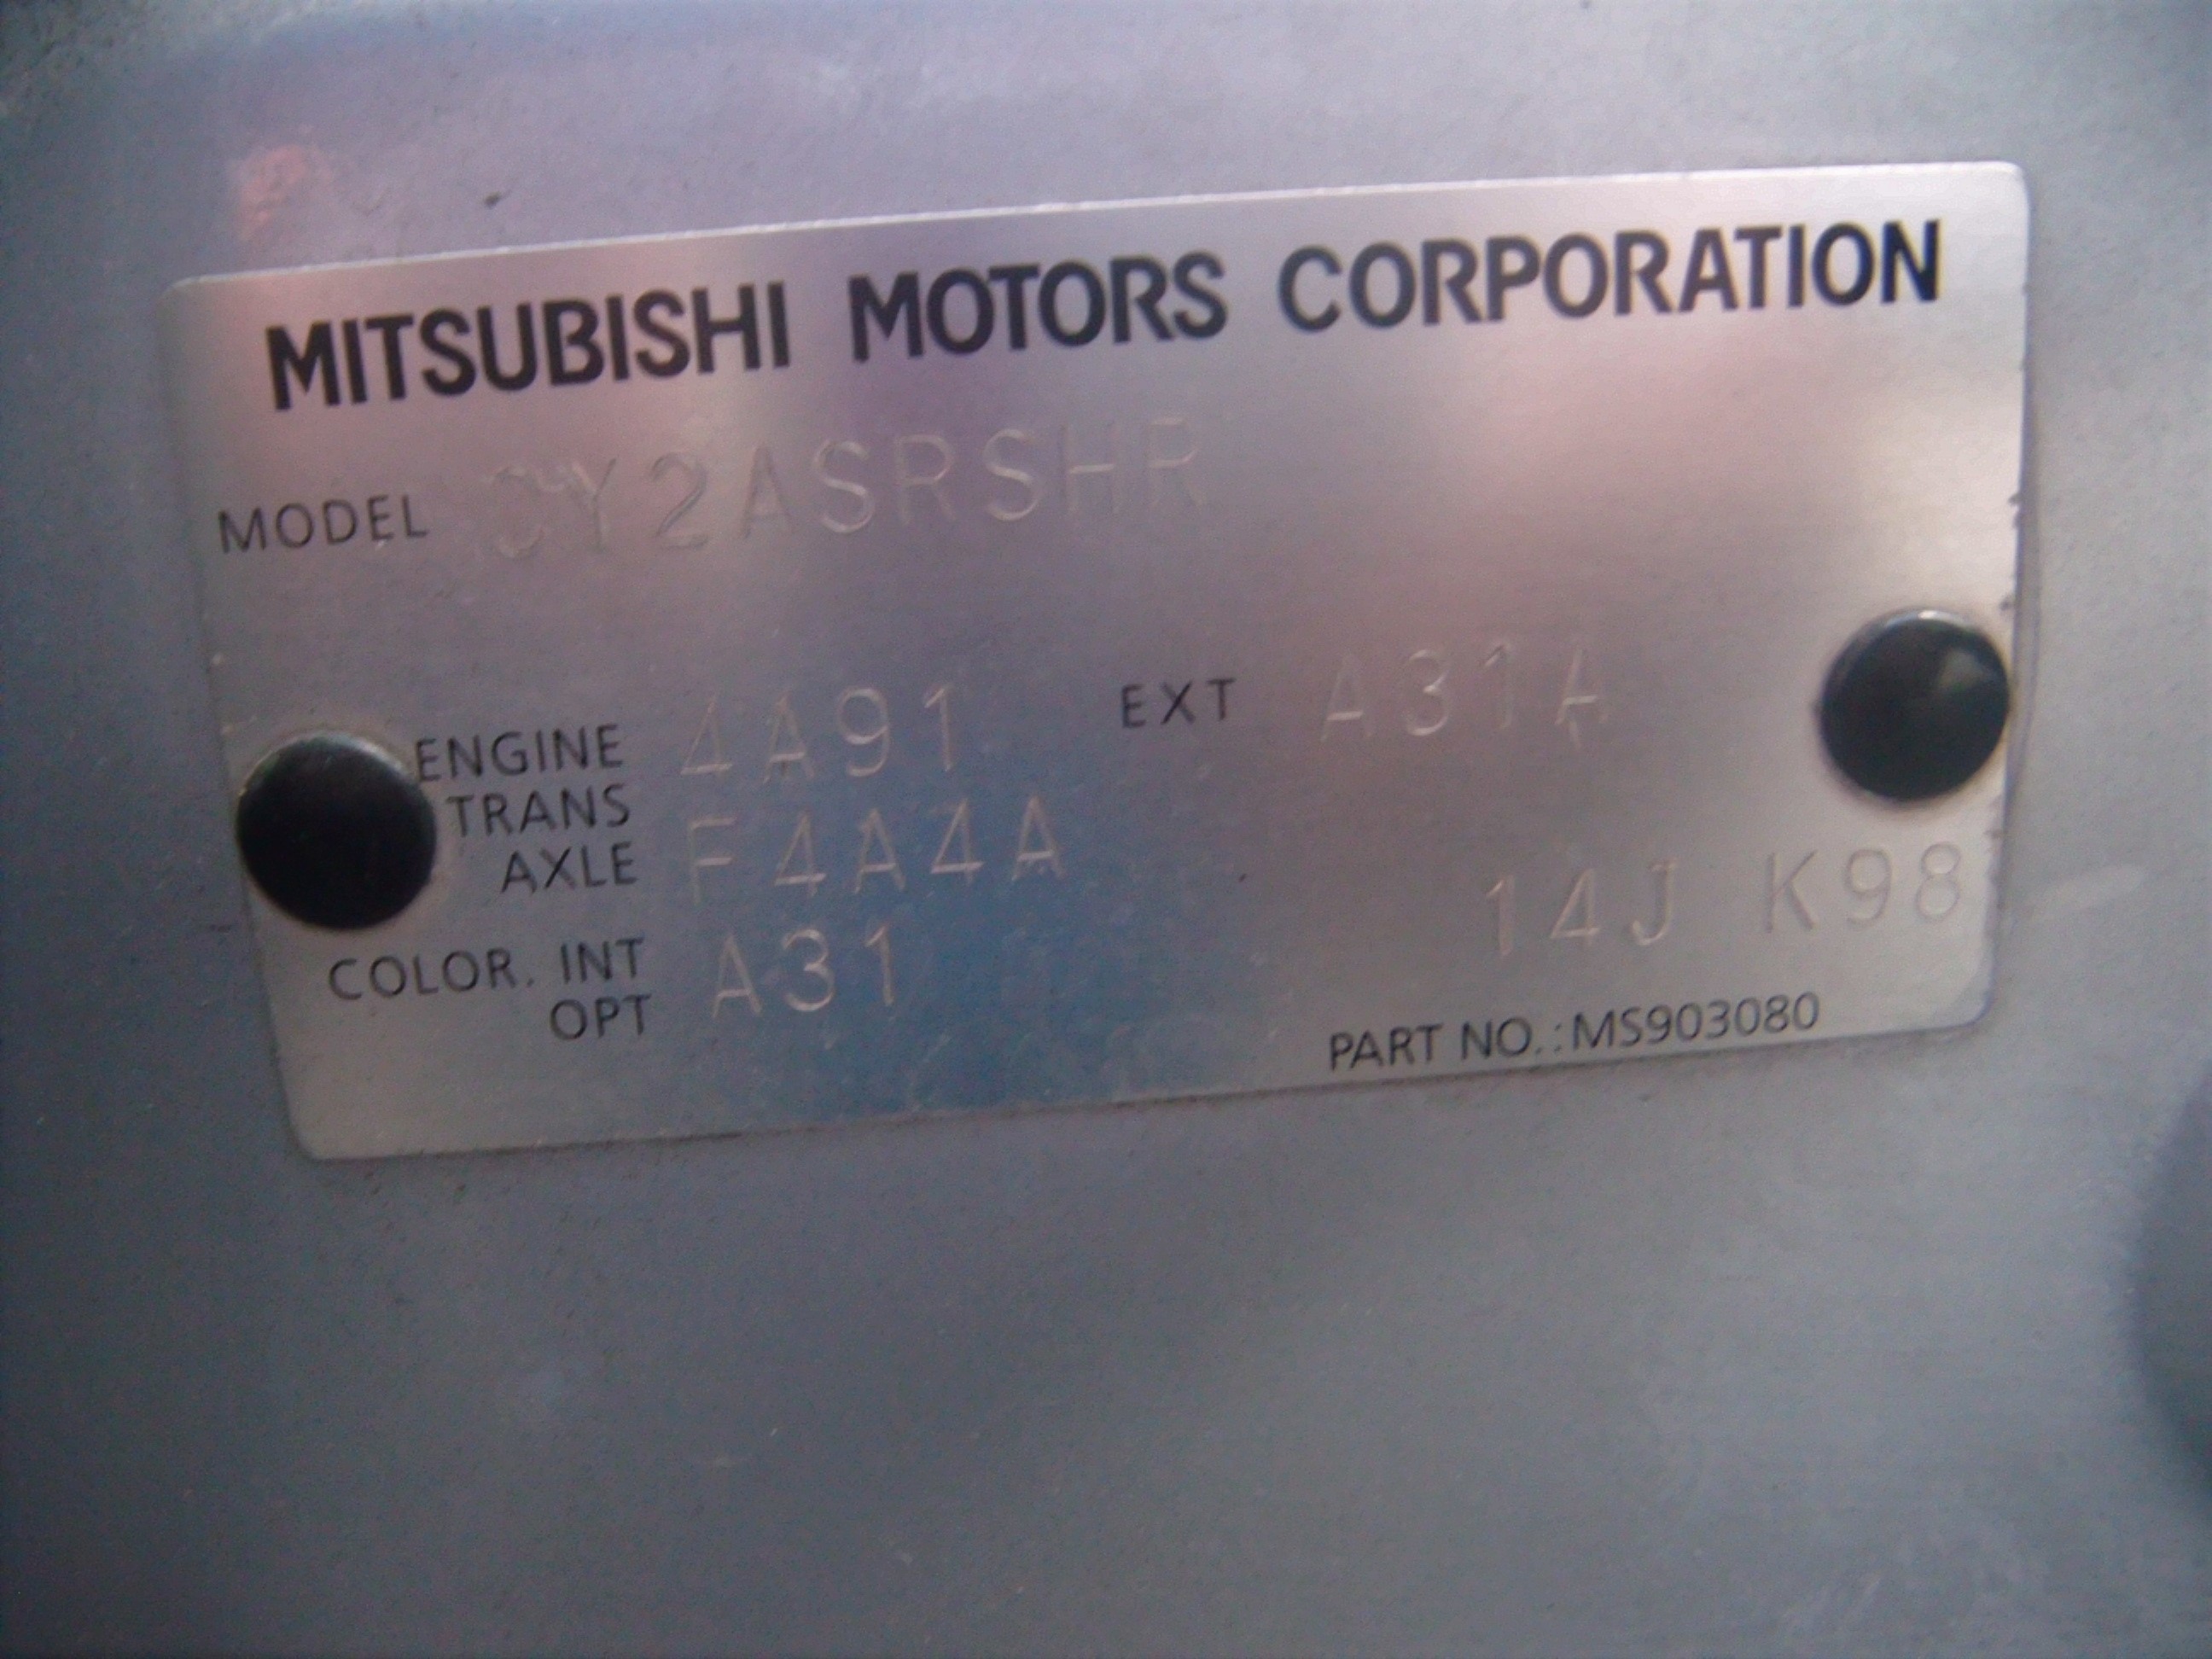 MITSUBISHI MOTORS CORPORATION
MODEL CY2ASRSHR
ENGINE 4A91 EXT A31A
TRANS
AXLE F4A4A
14J K98
COLOR. INT A31
OPT
PART NO.:MS903080